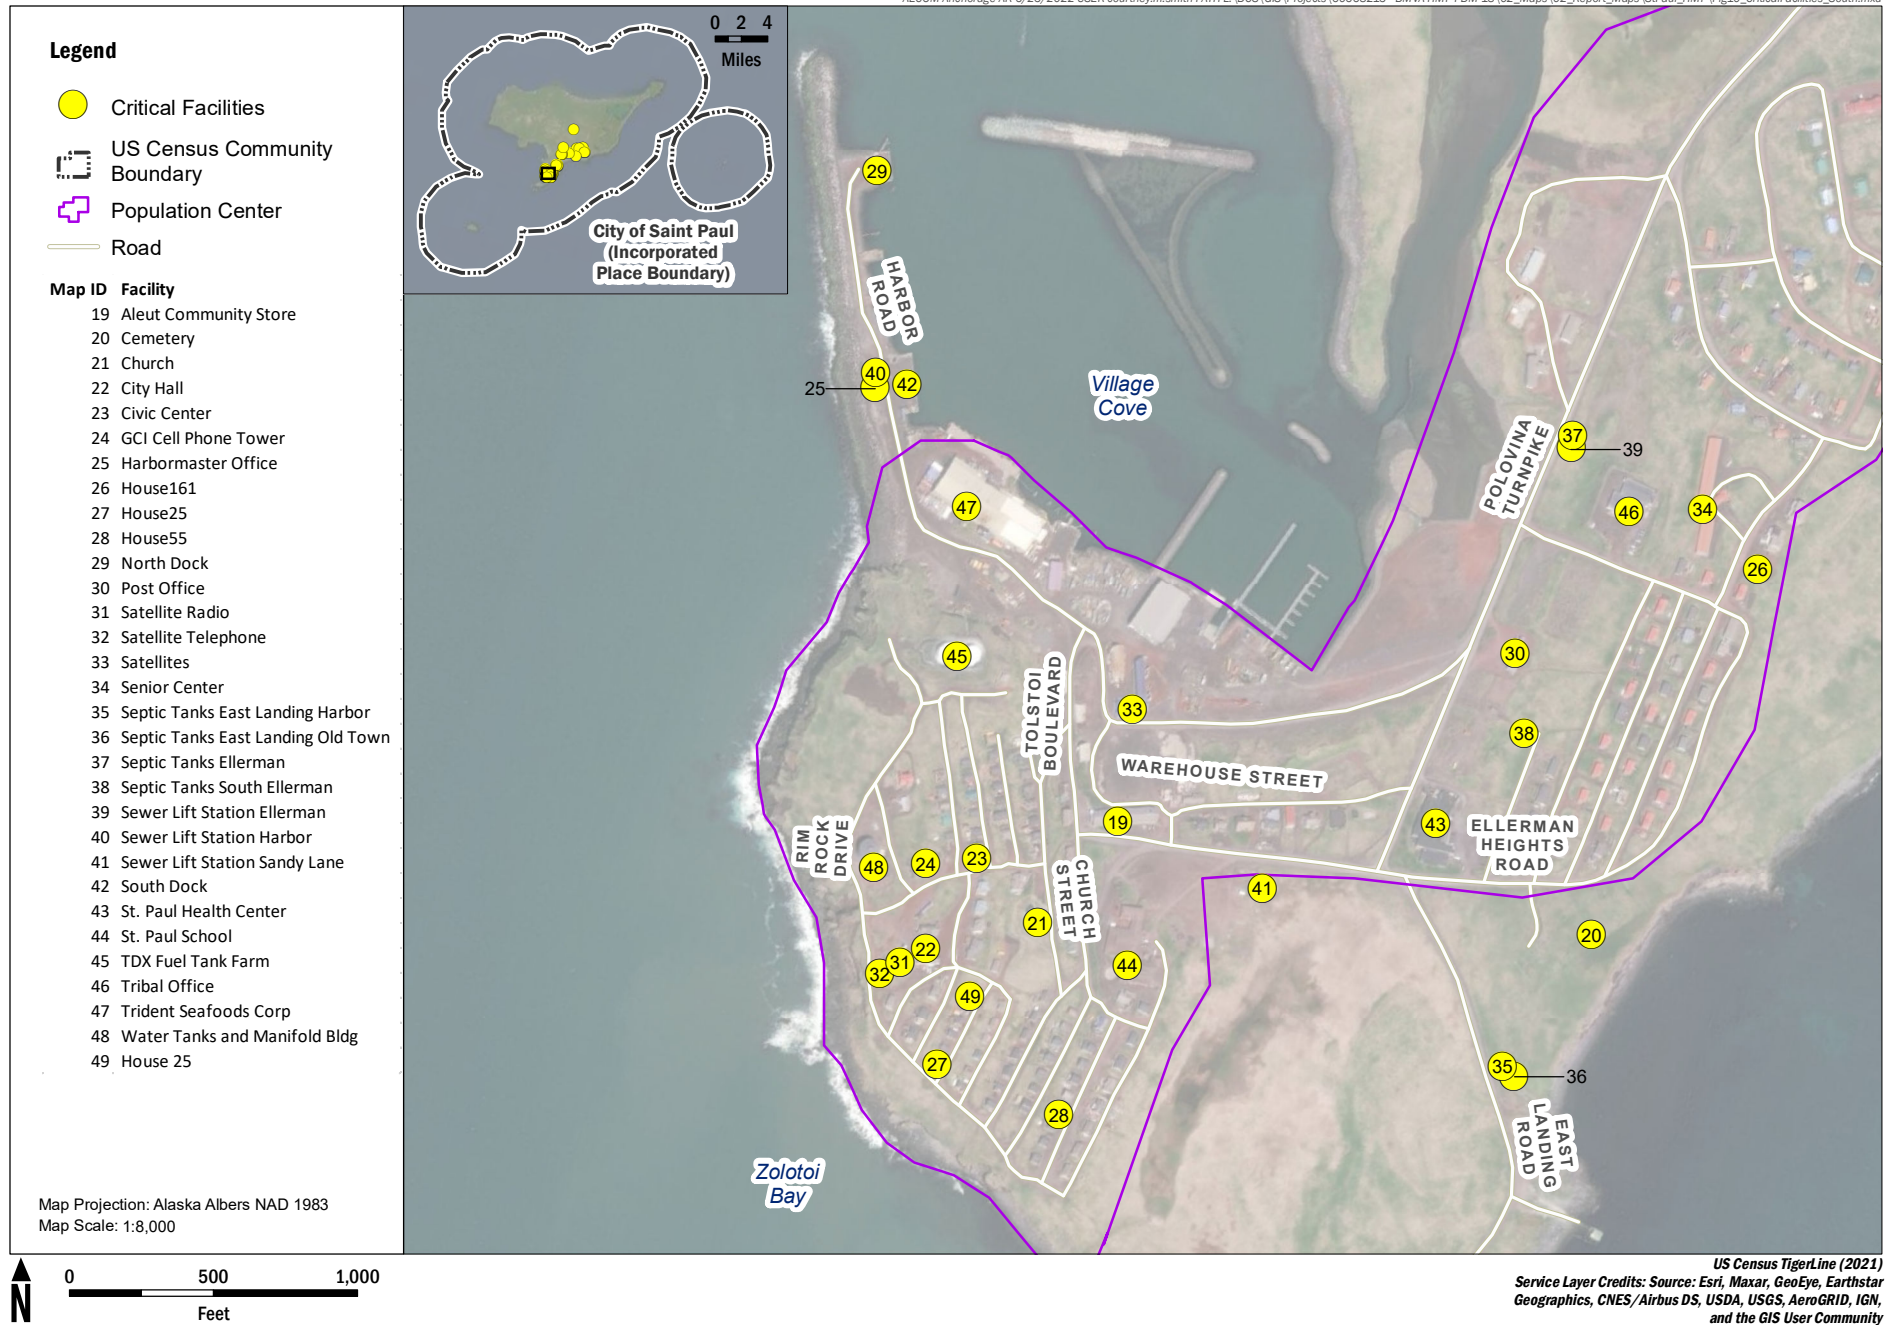 Legend
Critical Facilities
US Census Community
Boundary
Population Center
Road
Map ID Facility
19 Aleut Community Store
20 Cemetery
21 Church
22 City Hall
23 Civic Center
24 GCI Cell Phone Tower
25 Harbormaster Office
26 House161
27 House25
28 House55
29 North Dock
30 Post Office
31 Satellite Radio
32 Satellite Telephone
33 Satellites
34 Senior Center
35 Septic Tanks East Landing Harbor
36 Septic Tanks East Landing Old Town
37 Septic Tanks Ellerman
38 Septic Tanks South Ellerman
39 Sewer Lift Station Ellerman
40 Sewer Lift Station Harbor
41 Sewer Lift Station Sandy Lane
42 South Dock
43 St. Paul Health Center
44 St. Paul School
45 TDX Fuel Tank Farm
46 Tribal Office
47 Trident Seafoods Corp
48 Water Tanks and Manifold Bldg
49 House 25
Map Projection: Alaska Albers NAD 1983
Map Scale: 1:8,000
N
0 500 1,000
Feet
0 2 4
Miles
City of Saint Paul
(Incorporated
Place Boundary)
29
HARBOR
ROAD
40
25
42
Village
Cove
47
POLOVINA
TURNPIKE
37
39
46
34
26
45
TOLSTOI
BOULEVARD
33
30
38
WAREHOUSE STREET
19
43
ELLERMAN
HEIGHTS
ROAD
RIM
ROCK
DRIVE
48
24
23
CHURCH
STREET
41
21
20
22
31
32
44
49
27
28
35
36
EAST
LANDING
ROAD
Zolotoi
Bay
US Census TigerLine (2021)
Service Layer Credits: Source: Esri, Maxar, GeoEye, Earthstar
Geographics, CNES/Airbus DS, USDA, USGS, AeroGRID, IGN,
and the GIS User Community